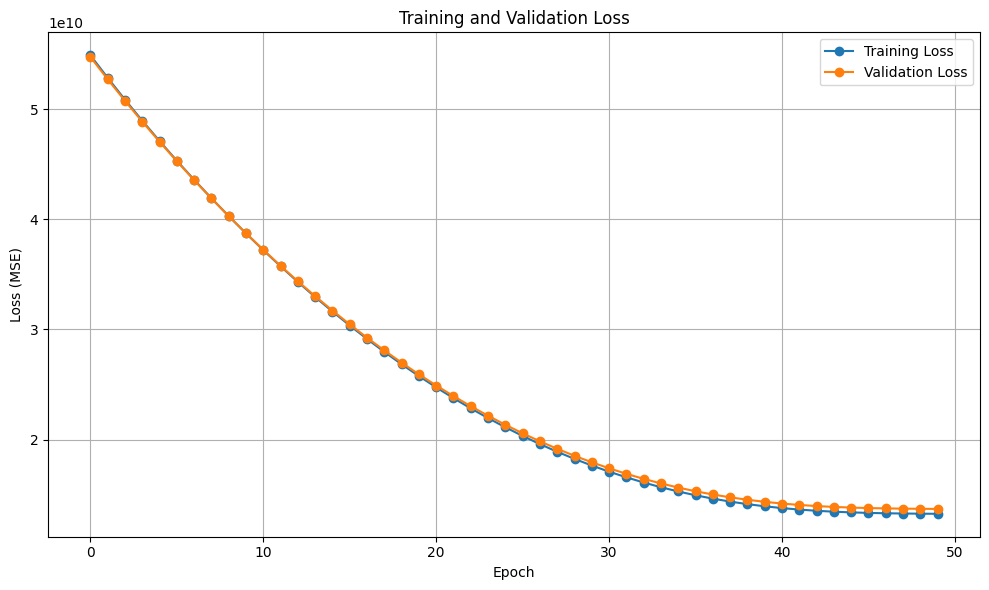 Training and Validation Loss
1e10
Training Loss
Validation Loss
5
4
3
2
Loss (MSE)
0 10 20 30 40 50
Epoch